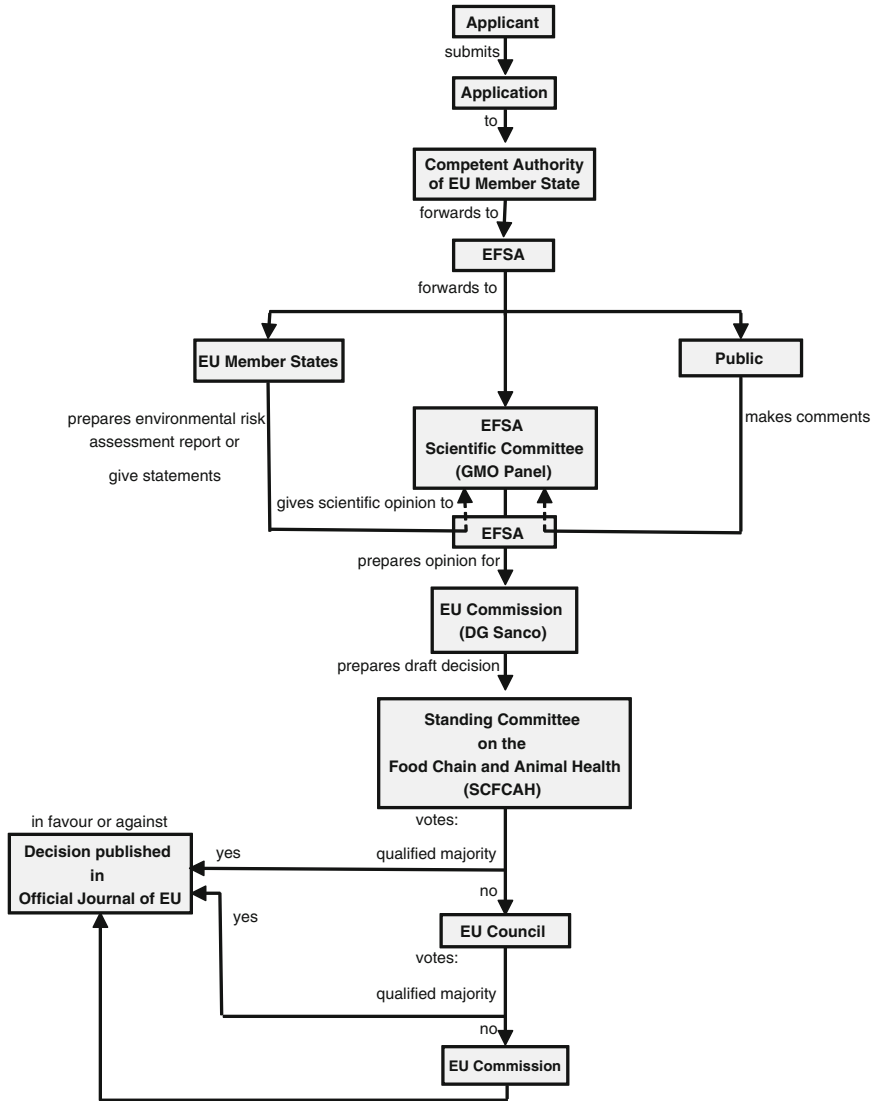 Applicant
submits
Application
to
Competent Authority
of EU Member State
forwards to
EFSA
forwards to
EU Member States
Public
prepares environmental risk
assessment report or
give statements
EFSA
Scientific Committee
(GMO Panel)
makes comments
gives scientific opinion to
EFSA
prepares opinion for
EU Commission
(DG Sanco)
prepares draft decision
Standing Committee
on the
Food Chain and Animal Health
(SCFCAH)
votes:
in favour or against
Decision published
in
Official Journal of EU
yes
qualified majority
no
yes
EU Council
votes:
qualified majority
no
EU Commission